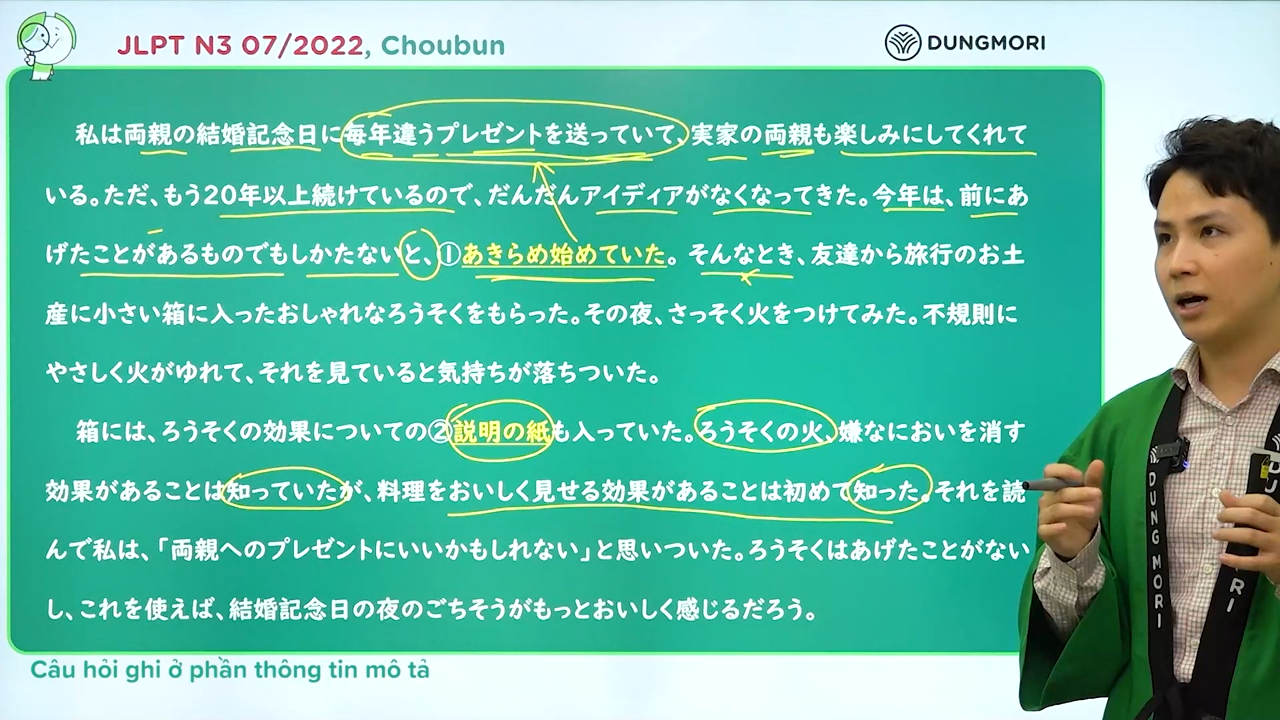 JLPT N3 07/2022, Choubun
DUNGMORI
私は両親の結婚記念日に毎年違うプレゼントを送っていて、実家の両親も楽しみにしてくれて
いる。ただ、もう20年以上続けているので、だんだんアイディアがなくなってきた。今年は、前にあ
げたことがあるものでもしかたないと、①あきらめ始めていた。そんなとき、友達から旅行のお土
産に小さい箱に入ったおしゃれなろうそくをもらった。その夜、さっそく火をつけてみた。不規則に
やさしく火がゆれて、それを見ていると気持ちが落ちついた。
箱には、ろうそくの効果についての②説明の紙も入っていた。ろうそくの火、嫌なにおいを消す
効果があることは知っていたが、料理をおいしく見せる効果があることは初めて知った。それを読
んで私は、「両親へのプレゼントにいいかもしれない」と思いついた。ろうそくはあげたことがない
し、これを使えば、結婚記念日の夜のごちそうがもっとおいしく感じるだろう。
Câu hỏi ghi ở phần thông tin mô tả
DUNG MORI